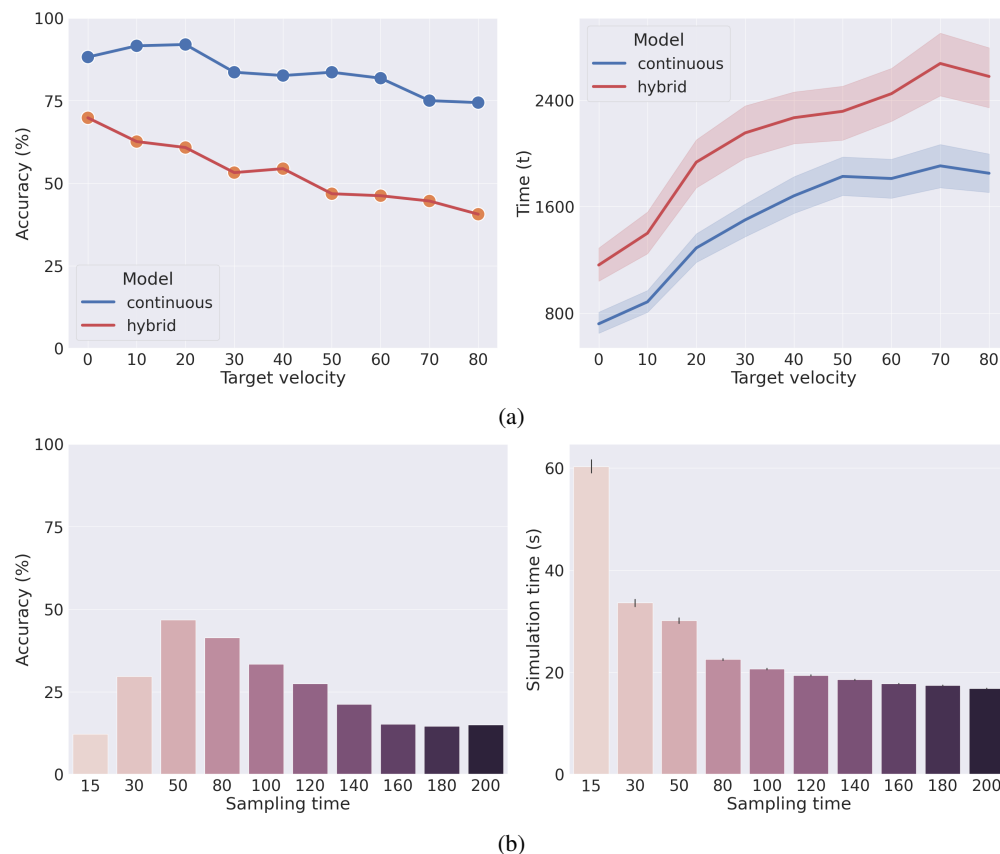 100
75
50
25
0
Accuracy (%)
Model
continuous
hybrid
0 10 20 30 40 50 60 70 80
Target velocity
2400
1600
800
Time (t)
Model
continuous
hybrid
0 10 20 30 40 50 60 70 80
Target velocity
(a)
100
75
50
25
0
Accuracy (%)
15 30 50 80 100 120 140 160 180 200
Sampling time
60
40
20
0
Simulation time (s)
15 30 50 80 100 120 140 160 180 200
Sampling time
(b)